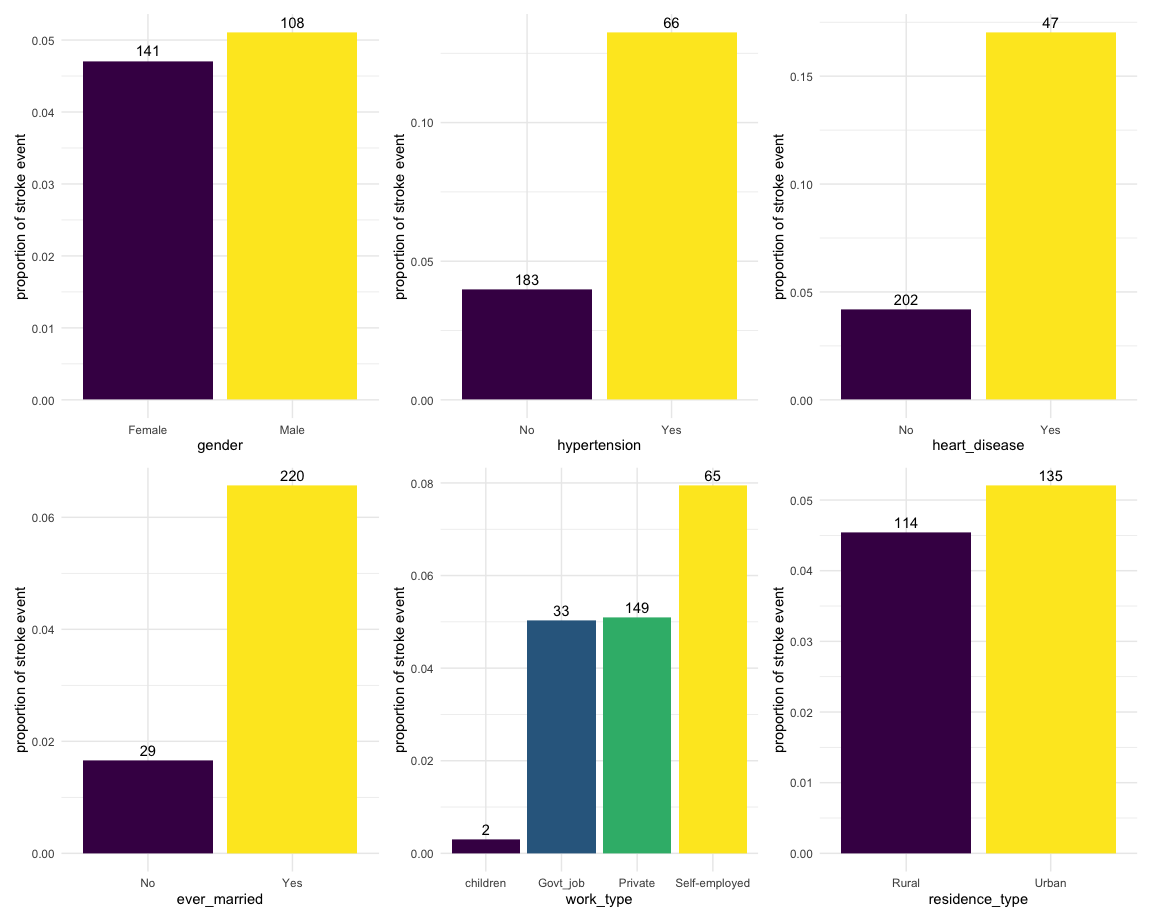 108
141
0.05
0.04
0.03
0.02
0.01
0.00
proportion of stroke event
Female Male
gender
66
183
0.10
0.05
0.00
proportion of stroke event
No Yes
hypertension
47
202
0.15
0.10
0.05
0.00
proportion of stroke event
No Yes
heart_disease
220
29
0.06
0.04
0.02
0.00
proportion of stroke event
No Yes
ever_married
65
33 149
2
0.08
0.06
0.04
0.02
0.00
proportion of stroke event
children Govt_job Private Self-employed
work_type
135
114
0.05
0.04
0.03
0.02
0.01
0.00
proportion of stroke event
Rural Urban
residence_type